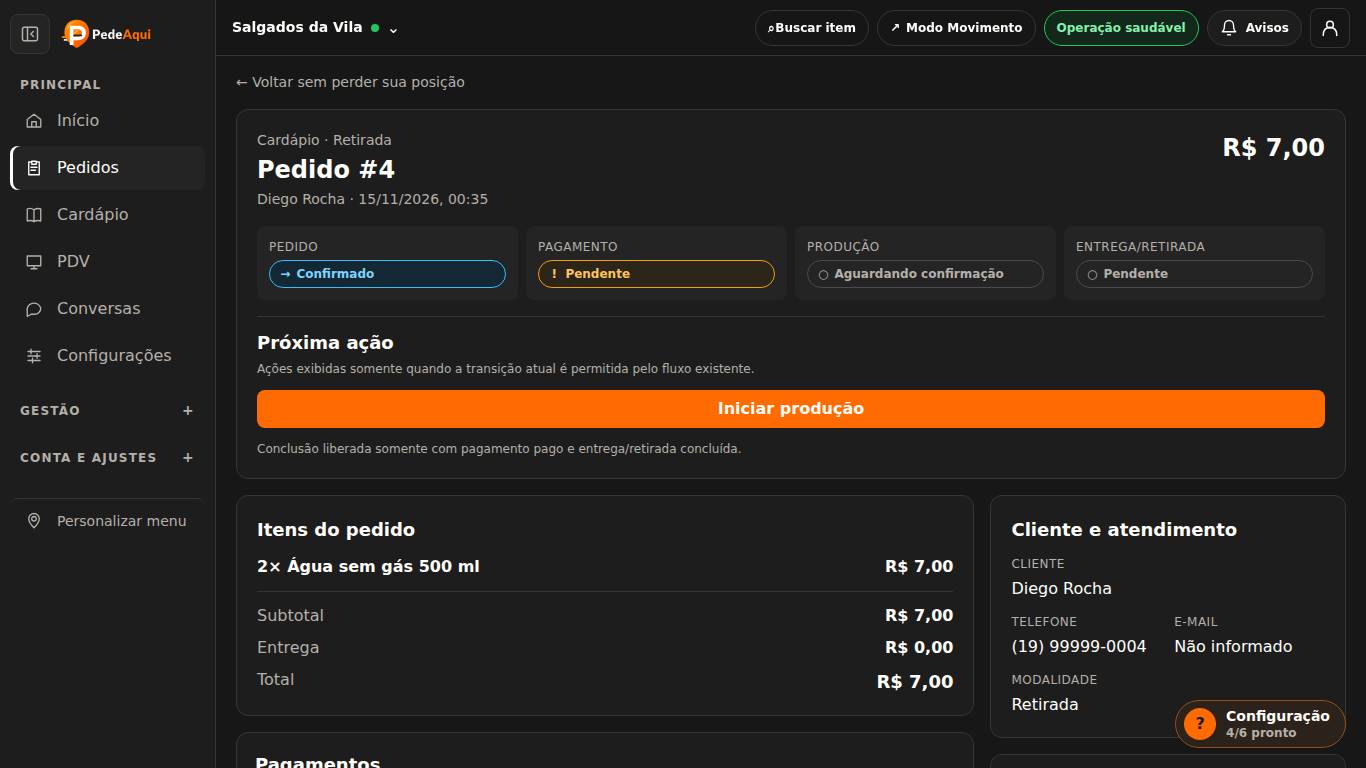 PedeAqui
PRINCIPAL
Início
Pedidos
Cardápio
PDV
Conversas
Configurações
GESTÃO +
CONTA E AJUSTES +
Personalizar menu
Salgados da Vila
Buscar item
↗ Modo Movimento
Operação saudável
Avisos
← Voltar sem perder sua posição
Cardápio · Retirada
Pedido #4
Diego Rocha · 15/11/2026, 00:35
R$ 7,00
PEDIDO
→ Confirmado
PAGAMENTO
! Pendente
PRODUÇÃO
○ Aguardando confirmação
ENTREGA/RETIRADA
○ Pendente
Próxima ação
Ações exibidas somente quando a transição atual é permitida pelo fluxo existente.
Iniciar produção
Conclusão liberada somente com pagamento pago e entrega/retirada concluída.
Itens do pedido
2× Água sem gás 500 ml R$ 7,00
Subtotal R$ 7,00
Entrega R$ 0,00
Total R$ 7,00
Pagamentos
Cliente e atendimento
CLIENTE
Diego Rocha
TELEFONE E-MAIL
(19) 99999-0004 Não informado
MODALIDADE
Retirada
? Configuração
4/6 pronto